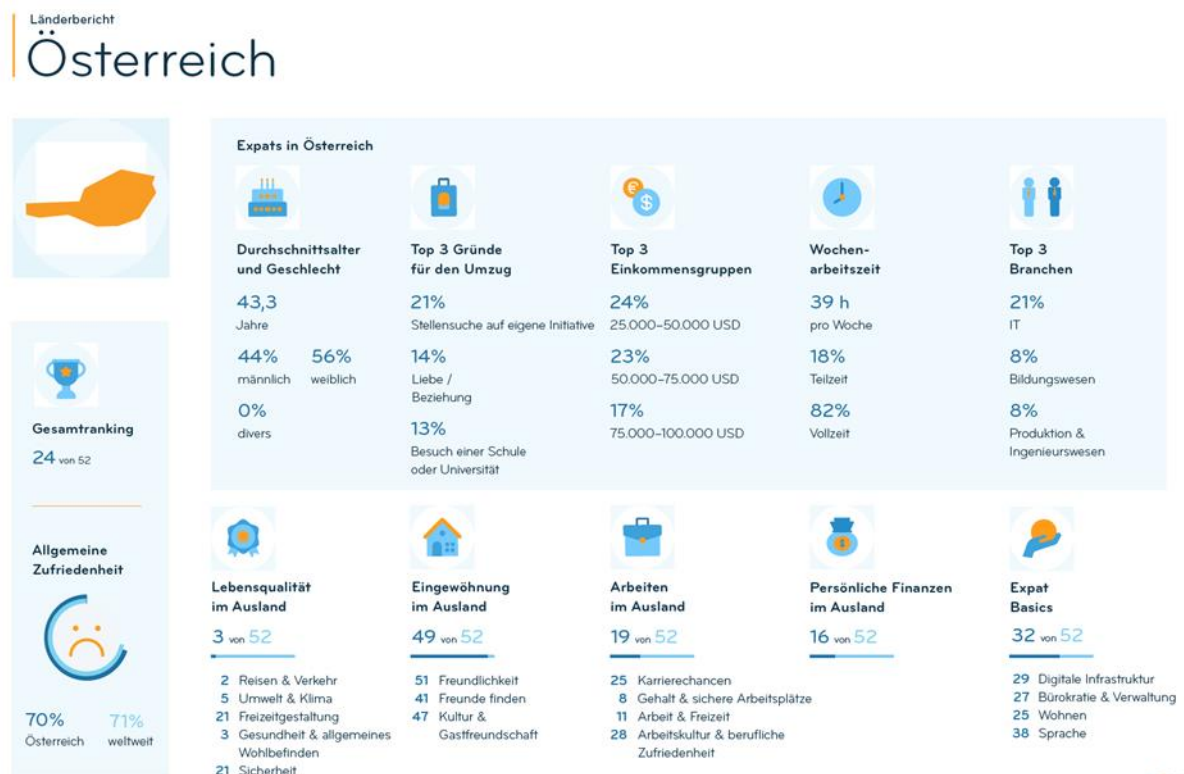 Länderbericht
Österreich
Expats in Österreich
Durchschnittsalter
und Geschlecht
43,3
Jahre
44% 56%
männlich weiblich
0%
divers
Top 3 Gründe
für den Umzug
21%
Stellensuche auf eigene Initiative
14%
Liebe /
Beziehung
13%
Besuch einer Schule
oder Universität
Top 3
Einkommensgruppen
24%
25.000–50.000 USD
23%
50.000–75.000 USD
17%
75.000–100.000 USD
Wochen-
arbeitszeit
39 h
pro Woche
18%
Teilzeit
82%
Vollzeit
Top 3
Branchen
21%
IT
8%
Bildungswesen
8%
Produktion &
Ingenieurswesen
Gesamtranking
24 von 52
Allgemeine
Zufriedenheit
70% 71%
Österreich weltweit
Lebensqualität
im Ausland
3 von 52
2 Reisen & Verkehr
5 Umwelt & Klima
21 Freizeitgestaltung
3 Gesundheit & allgemeines
Wohlbefinden
21 Sicherheit
Eingewöhnung
im Ausland
49 von 52
51 Freundlichkeit
41 Freunde finden
47 Kultur &
Gastfreundschaft
Arbeiten
im Ausland
19 von 52
25 Karrierechancen
8 Gehalt & sichere Arbeitsplätze
11 Arbeit & Freizeit
28 Arbeitskultur & berufliche
Zufriedenheit
Persönliche Finanzen
im Ausland
16 von 52
Expat
Basics
32 von 52
29 Digitale Infrastruktur
27 Bürokratie & Verwaltung
25 Wohnen
38 Sprache